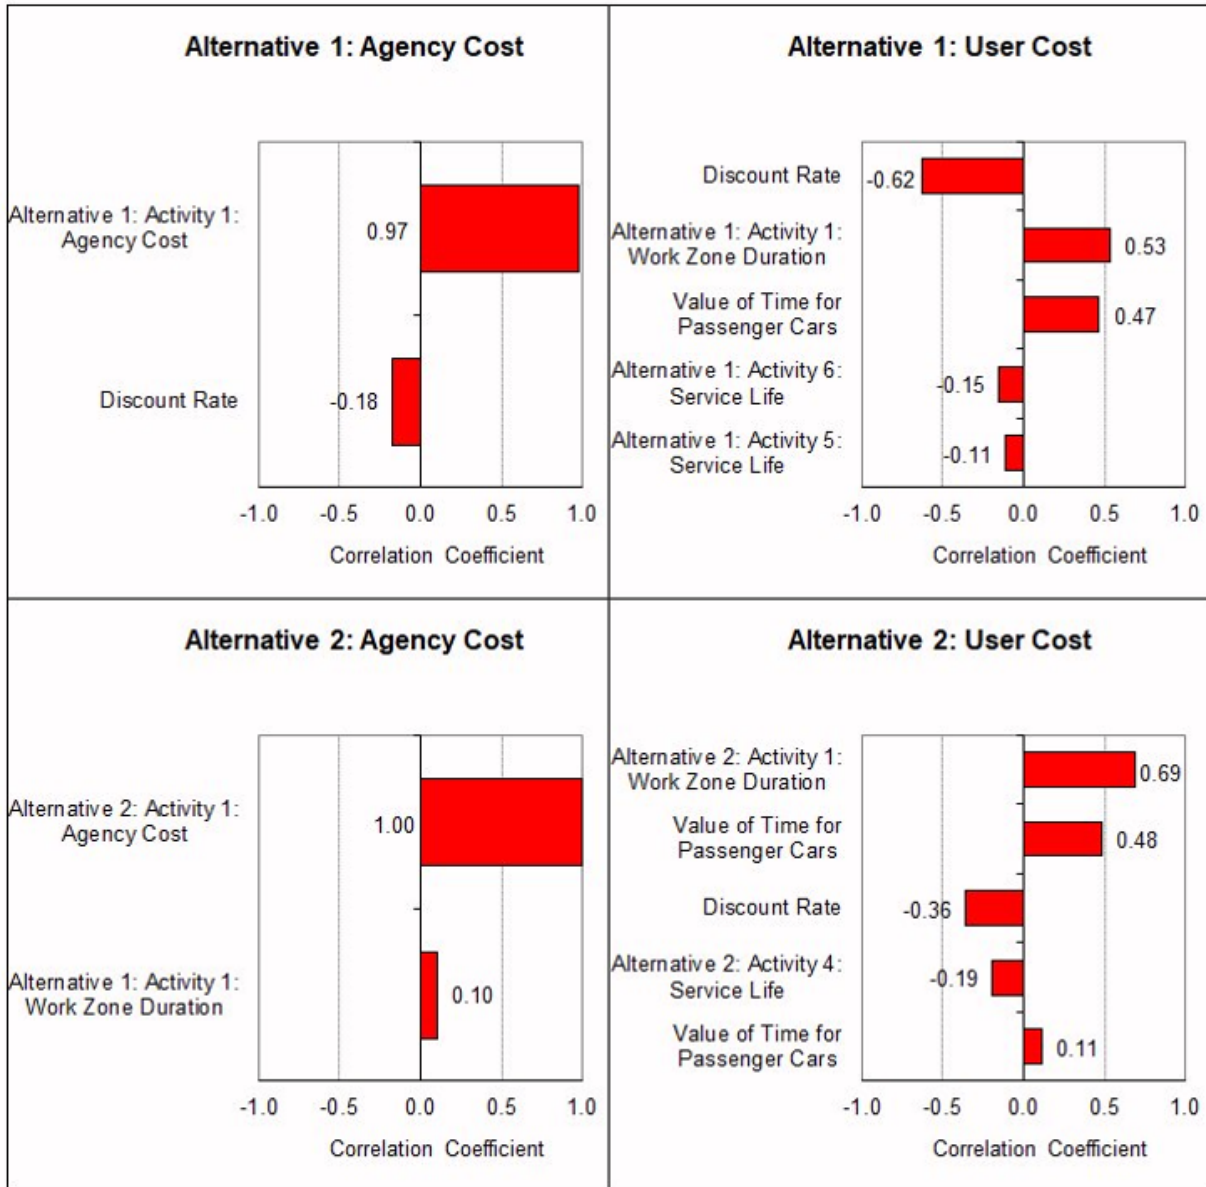 Alternative 1: Agency Cost
Alternative 1: Activity 1:
Agency Cost
0.97
Discount Rate
-0.18
-1.0 -0.5 0.0 0.5 1.0
Correlation Coefficient
Alternative 1: User Cost
Discount Rate
-0.62
Alternative 1: Activity 1:
Work Zone Duration
0.53
Value of Time for
Passenger Cars
0.47
Alternative 1: Activity 6:
Service Life
-0.15
Alternative 1: Activity 5:
Service Life
-0.11
-1.0 -0.5 0.0 0.5 1.0
Correlation Coefficient
Alternative 2: Agency Cost
Alternative 2: Activity 1:
Agency Cost
1.00
Alternative 1: Activity 1:
Work Zone Duration
0.10
-1.0 -0.5 0.0 0.5 1.0
Correlation Coefficient
Alternative 2: User Cost
Alternative 2: Activity 1:
Work Zone Duration
0.69
Value of Time for
Passenger Cars
0.48
Discount Rate
-0.36
Alternative 2: Activity 4:
Service Life
-0.19
Value of Time for
Passenger Cars
0.11
-1.0 -0.5 0.0 0.5 1.0
Correlation Coefficient